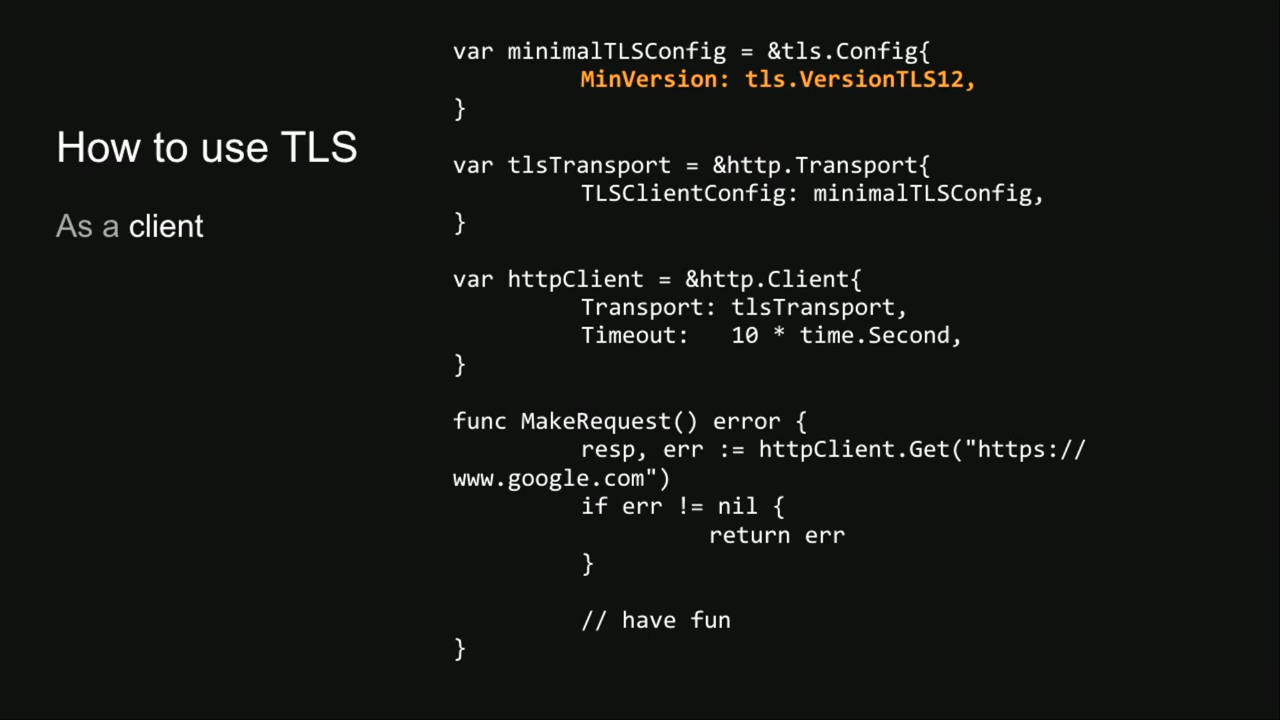 How to use TLS
As a client
var minimalTLSConfig = &tls.Config{
MinVersion: tls.VersionTLS12,
}
var tlsTransport = &http.Transport{
TLSClientConfig: minimalTLSConfig,
}
var httpClient = &http.Client{
Transport: tlsTransport,
Timeout:   10 * time.Second,
}
func MakeRequest() error {
resp, err := httpClient.Get("https://
www.google.com")
if err != nil {
return err
}
// have fun
}